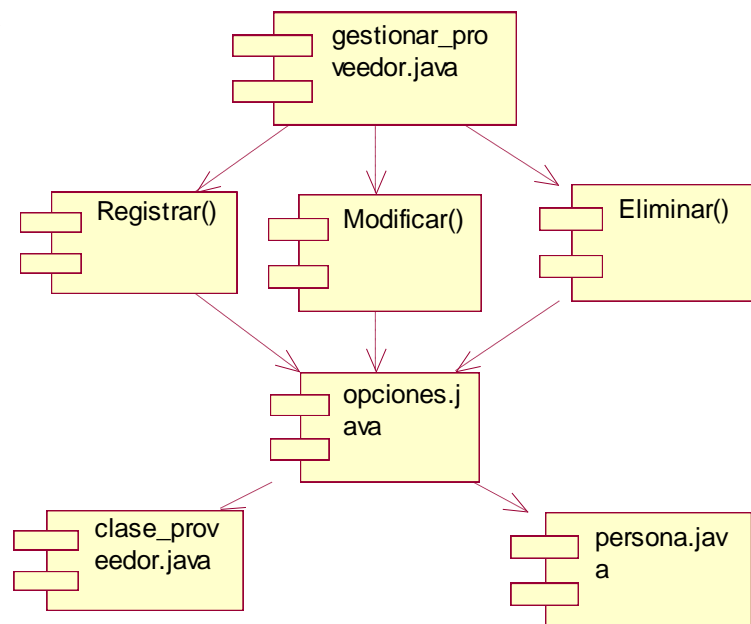 gestionar_pro
veedor.java
Registrar()
Modificar()
Eliminar()
opciones.j
ava
clase_prov
eedor.java
persona.jav
a